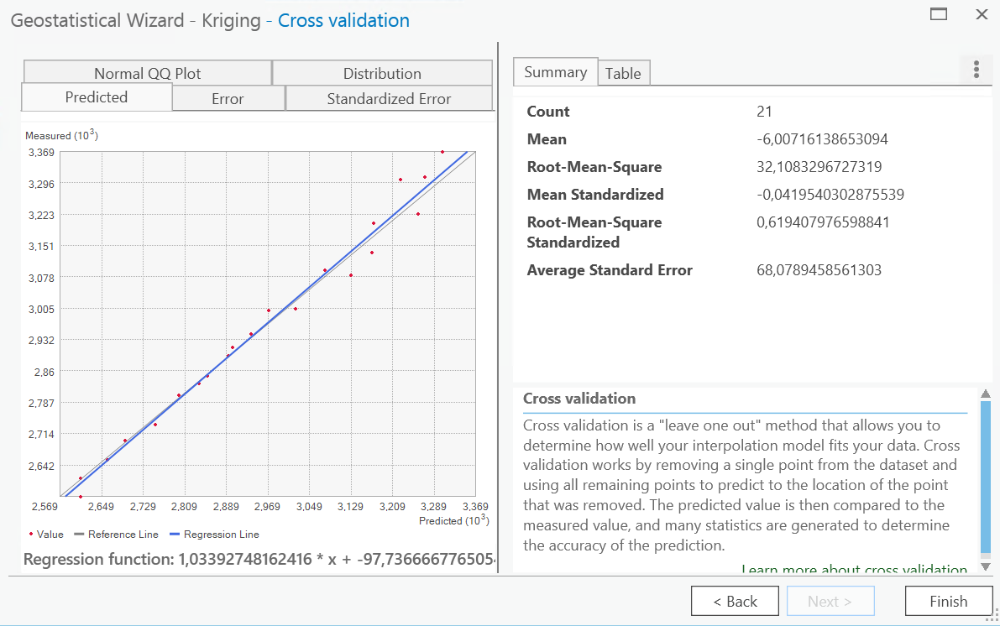 Geostatistical Wizard - Kriging - Cross validation
Normal QQ Plot
Distribution
Predicted
Error
Standardized Error
Measured (10³)
3,369
3,296
3,223
3,151
3,078
3,005
2,932
2,86
2,787
2,714
2,642
2,569 2,649 2,729 2,809 2,889 2,969 3,049 3,129 3,209 3,289 3,369
Predicted (10³)
Value Reference Line Regression Line
Regression function: 1,03392748162416 * x + -97,736667765054
Summary
Table
Count 21
Mean -6,00716138653094
Root-Mean-Square 32,1083296727319
Mean Standardized -0,0419540302875539
Root-Mean-Square 0,619407976598841
Standardized
Average Standard Error 68,0789458561303
Cross validation
Cross validation is a "leave one out" method that allows you to
determine how well your interpolation model fits your data. Cross
validation works by removing a single point from the dataset and
using all remaining points to predict to the location of the point
that was removed. The predicted value is then compared to the
measured value, and many statistics are generated to determine
the accuracy of the prediction.
Learn more about cross validation
< Back
Next >
Finish